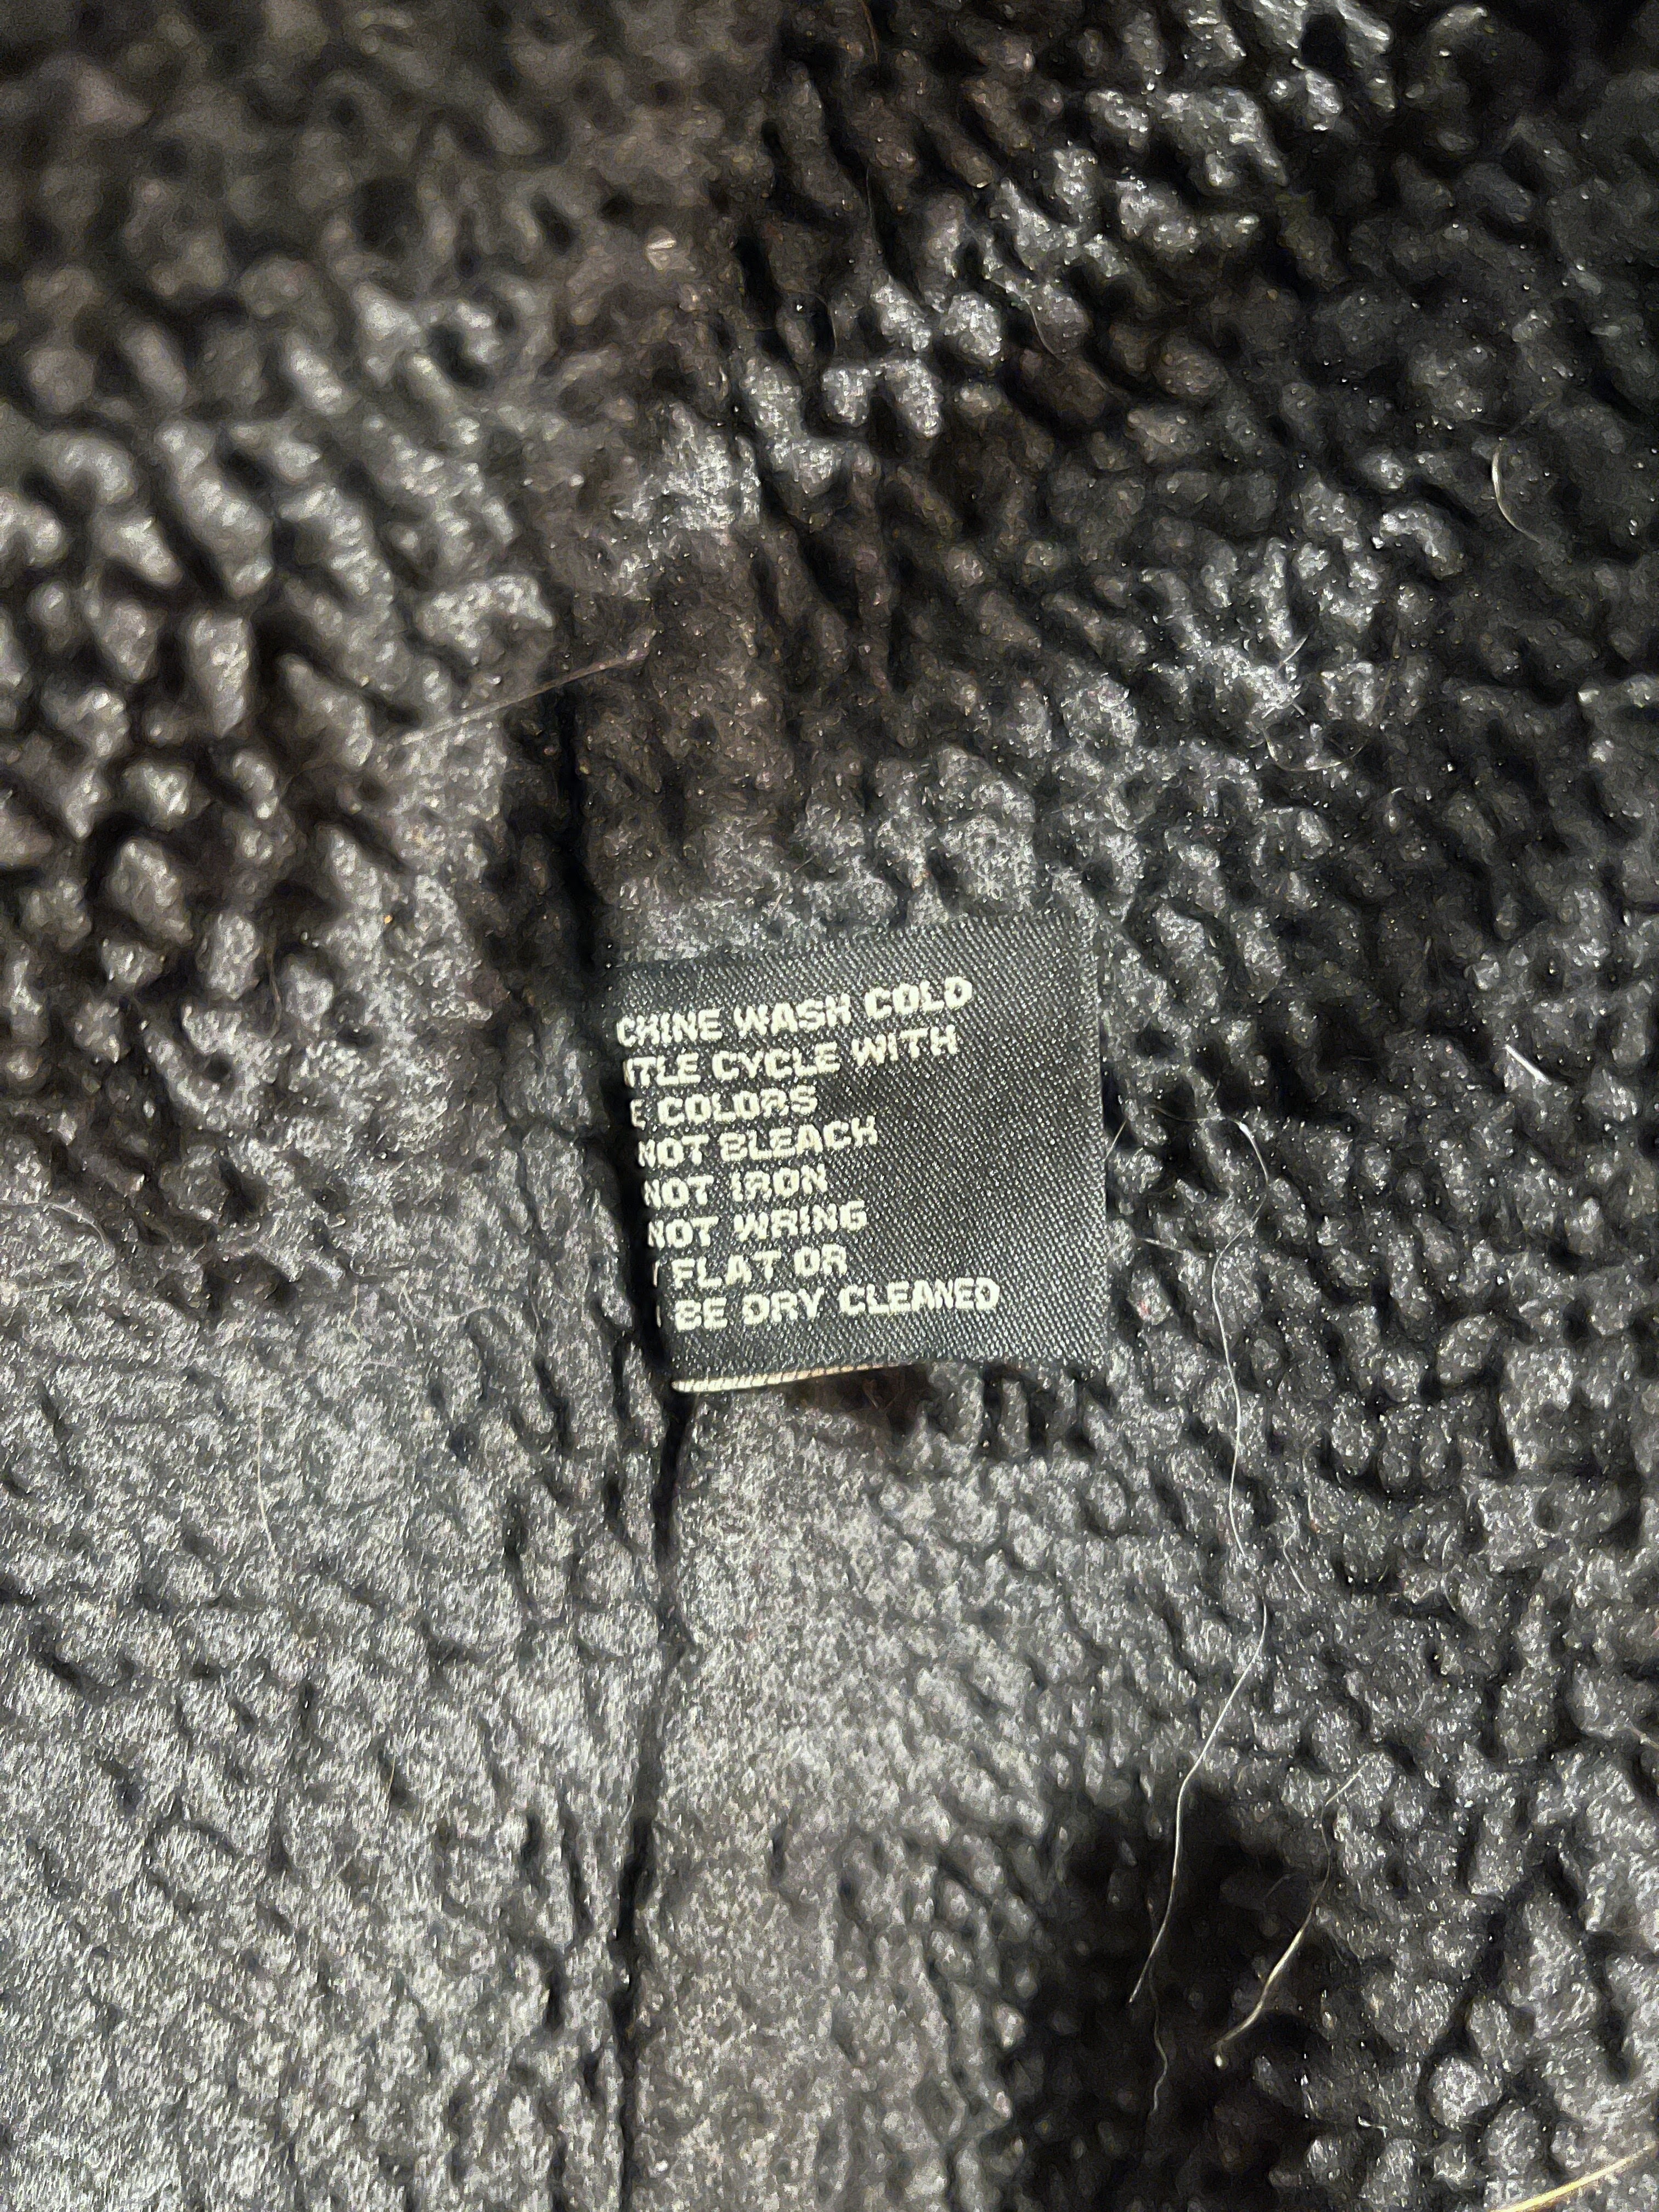 CHINE WASH COLD
TLE CYCLE WITH
E COLORS
NOT BLEACH
NOT IRON
NOT WRING
FLAT OR
BE DRY CLEANED